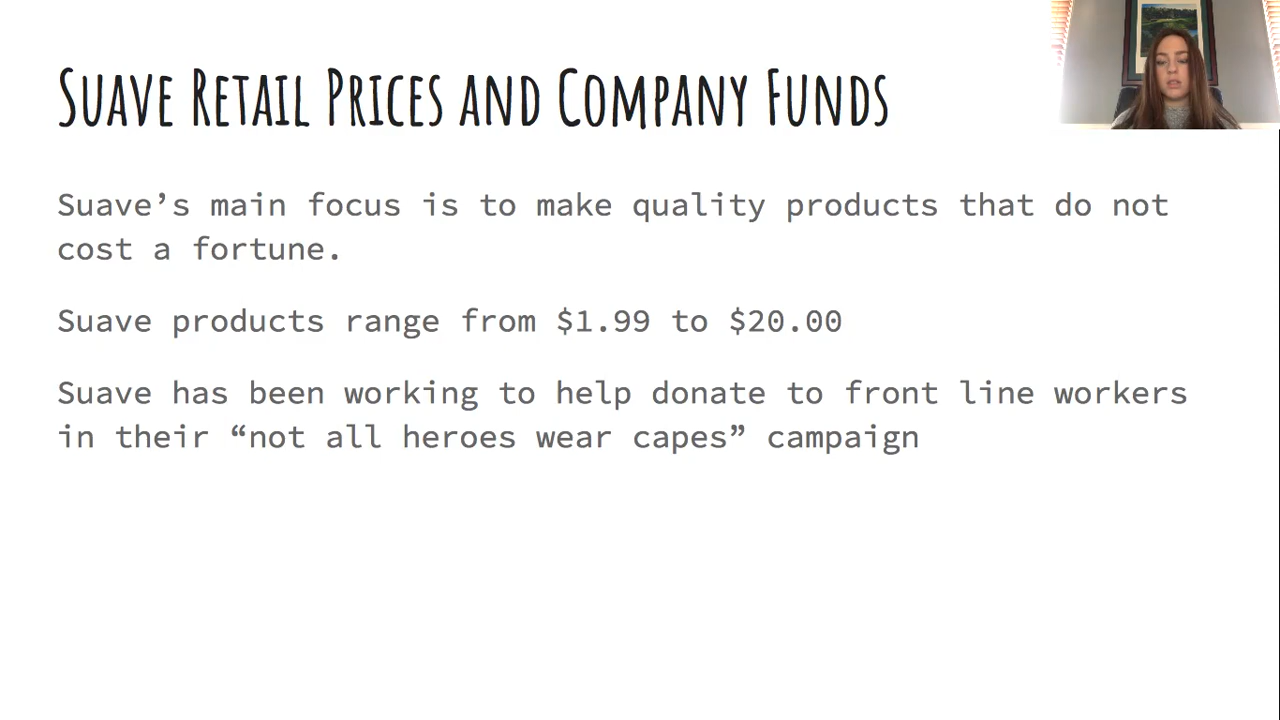 Suave Retail Prices and Company Funds
Suave’s main focus is to make quality products that do not
cost a fortune.
Suave products range from $1.99 to $20.00
Suave has been working to help donate to front line workers
in their “not all heroes wear capes” campaign